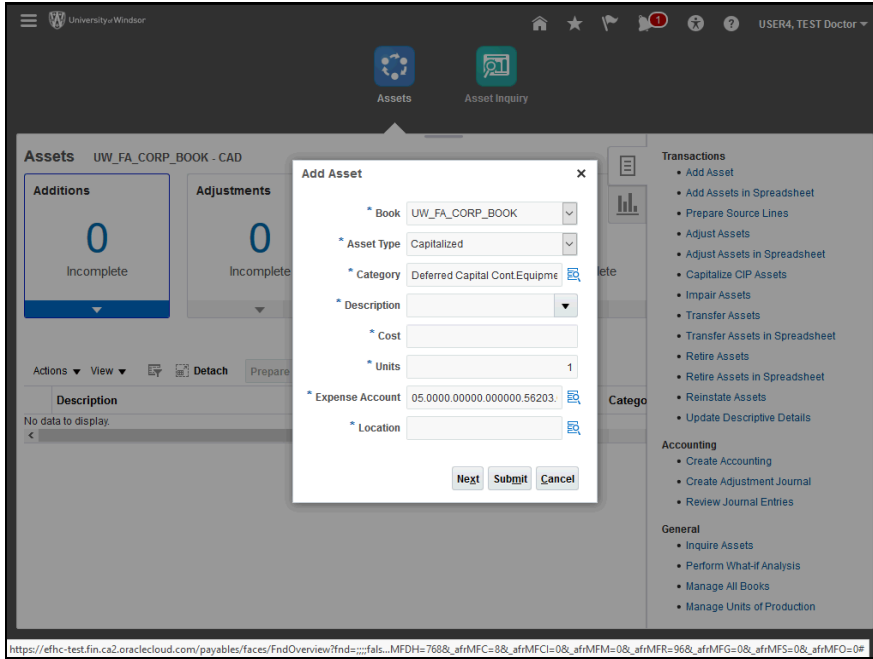 University of Windsor
1
USER4, TEST Doctor
Assets
Asset Inquiry
Assets UW_FA_CORP_BOOK - CAD
Additions
0
Incomplete
Adjustments
0
Incomplete
lete
Actions View Detach Prepare
Description Catego
No data to display.
Add Asset
* Book UW_FA_CORP_BOOK
* Asset Type Capitalized
* Category Deferred Capital Cont.Equipme
* Description
* Cost
* Units 1
* Expense Account 05.0000.00000.000000.56203.
* Location
Next Submit Cancel
Transactions
• Add Asset
• Add Assets in Spreadsheet
• Prepare Source Lines
• Adjust Assets
• Adjust Assets in Spreadsheet
• Capitalize CIP Assets
• Impair Assets
• Transfer Assets
• Transfer Assets in Spreadsheet
• Retire Assets
• Retire Assets in Spreadsheet
• Reinstate Assets
• Update Descriptive Details
Accounting
• Create Accounting
• Create Adjustment Journal
• Review Journal Entries
General
• Inquire Assets
• Perform What-if Analysis
• Manage All Books
• Manage Units of Production
https://efhc-test.fin.ca2.oraclecloud.com/payables/faces/FndOverview?fnd=;;;;fals...MFDH=768&_afrMFC=8&_afrMFCI=0&_afrMFM=0&_afrMFR=96&_afrMFG=0&_afrMFS=0&_afrMFO=0#